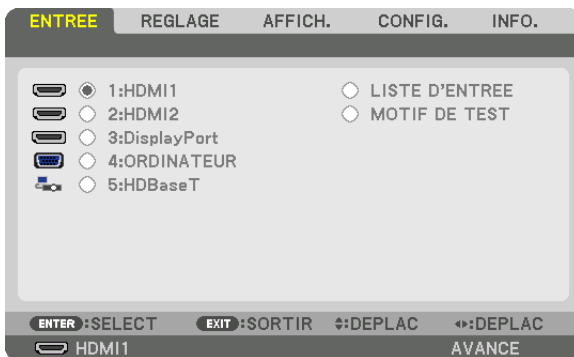 ENTREE REGLAGE AFFICH. CONFIG. INFO.
1:HDMI1
2:HDMI2
3:DisplayPort
4:ORDINATEUR
5:HDBaseT
LISTE D'ENTREE
MOTIF DE TEST
ENTER:SELECT EXIT:SORTIR :DEPLAC :DEPLAC
HDMI1 AVANCE